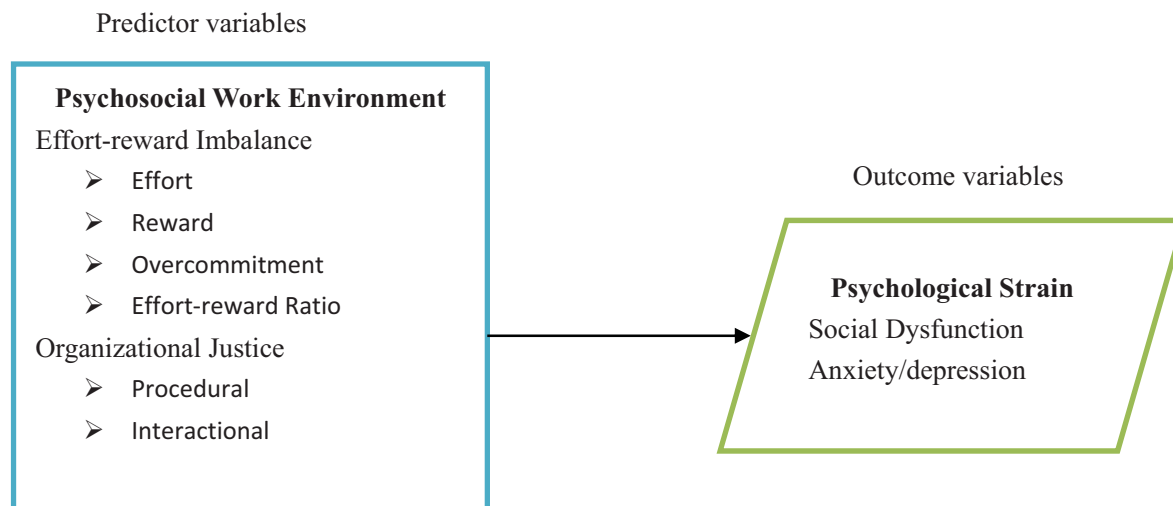 Predictor variables
Psychosocial Work Environment
Effort-reward Imbalance
➢ Effort
➢ Reward
➢ Overcommitment
➢ Effort-reward Ratio
Organizational Justice
➢ Procedural
➢ Interactional
Outcome variables
Psychological Strain
Social Dysfunction
Anxiety/depression